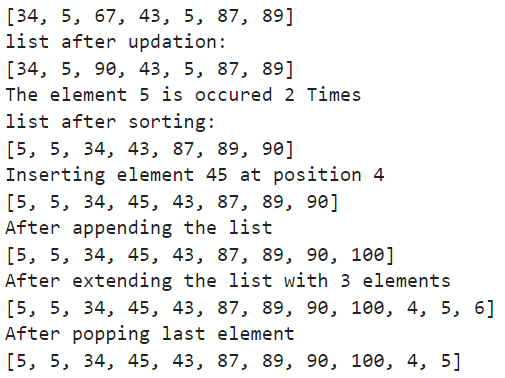 [34, 5, 67, 43, 5, 87, 89]
list after updation:
[34, 5, 90, 43, 5, 87, 89]
The element 5 is occured 2 Times
list after sorting:
[5, 5, 34, 43, 87, 89, 90]
Inserting element 45 at position 4
[5, 5, 34, 45, 43, 87, 89, 90]
After appending the list
[5, 5, 34, 45, 43, 87, 89, 90, 100]
After extending the list with 3 elements
[5, 5, 34, 45, 43, 87, 89, 90, 100, 4, 5, 6]
After popping last element
[5, 5, 34, 45, 43, 87, 89, 90, 100, 4, 5]